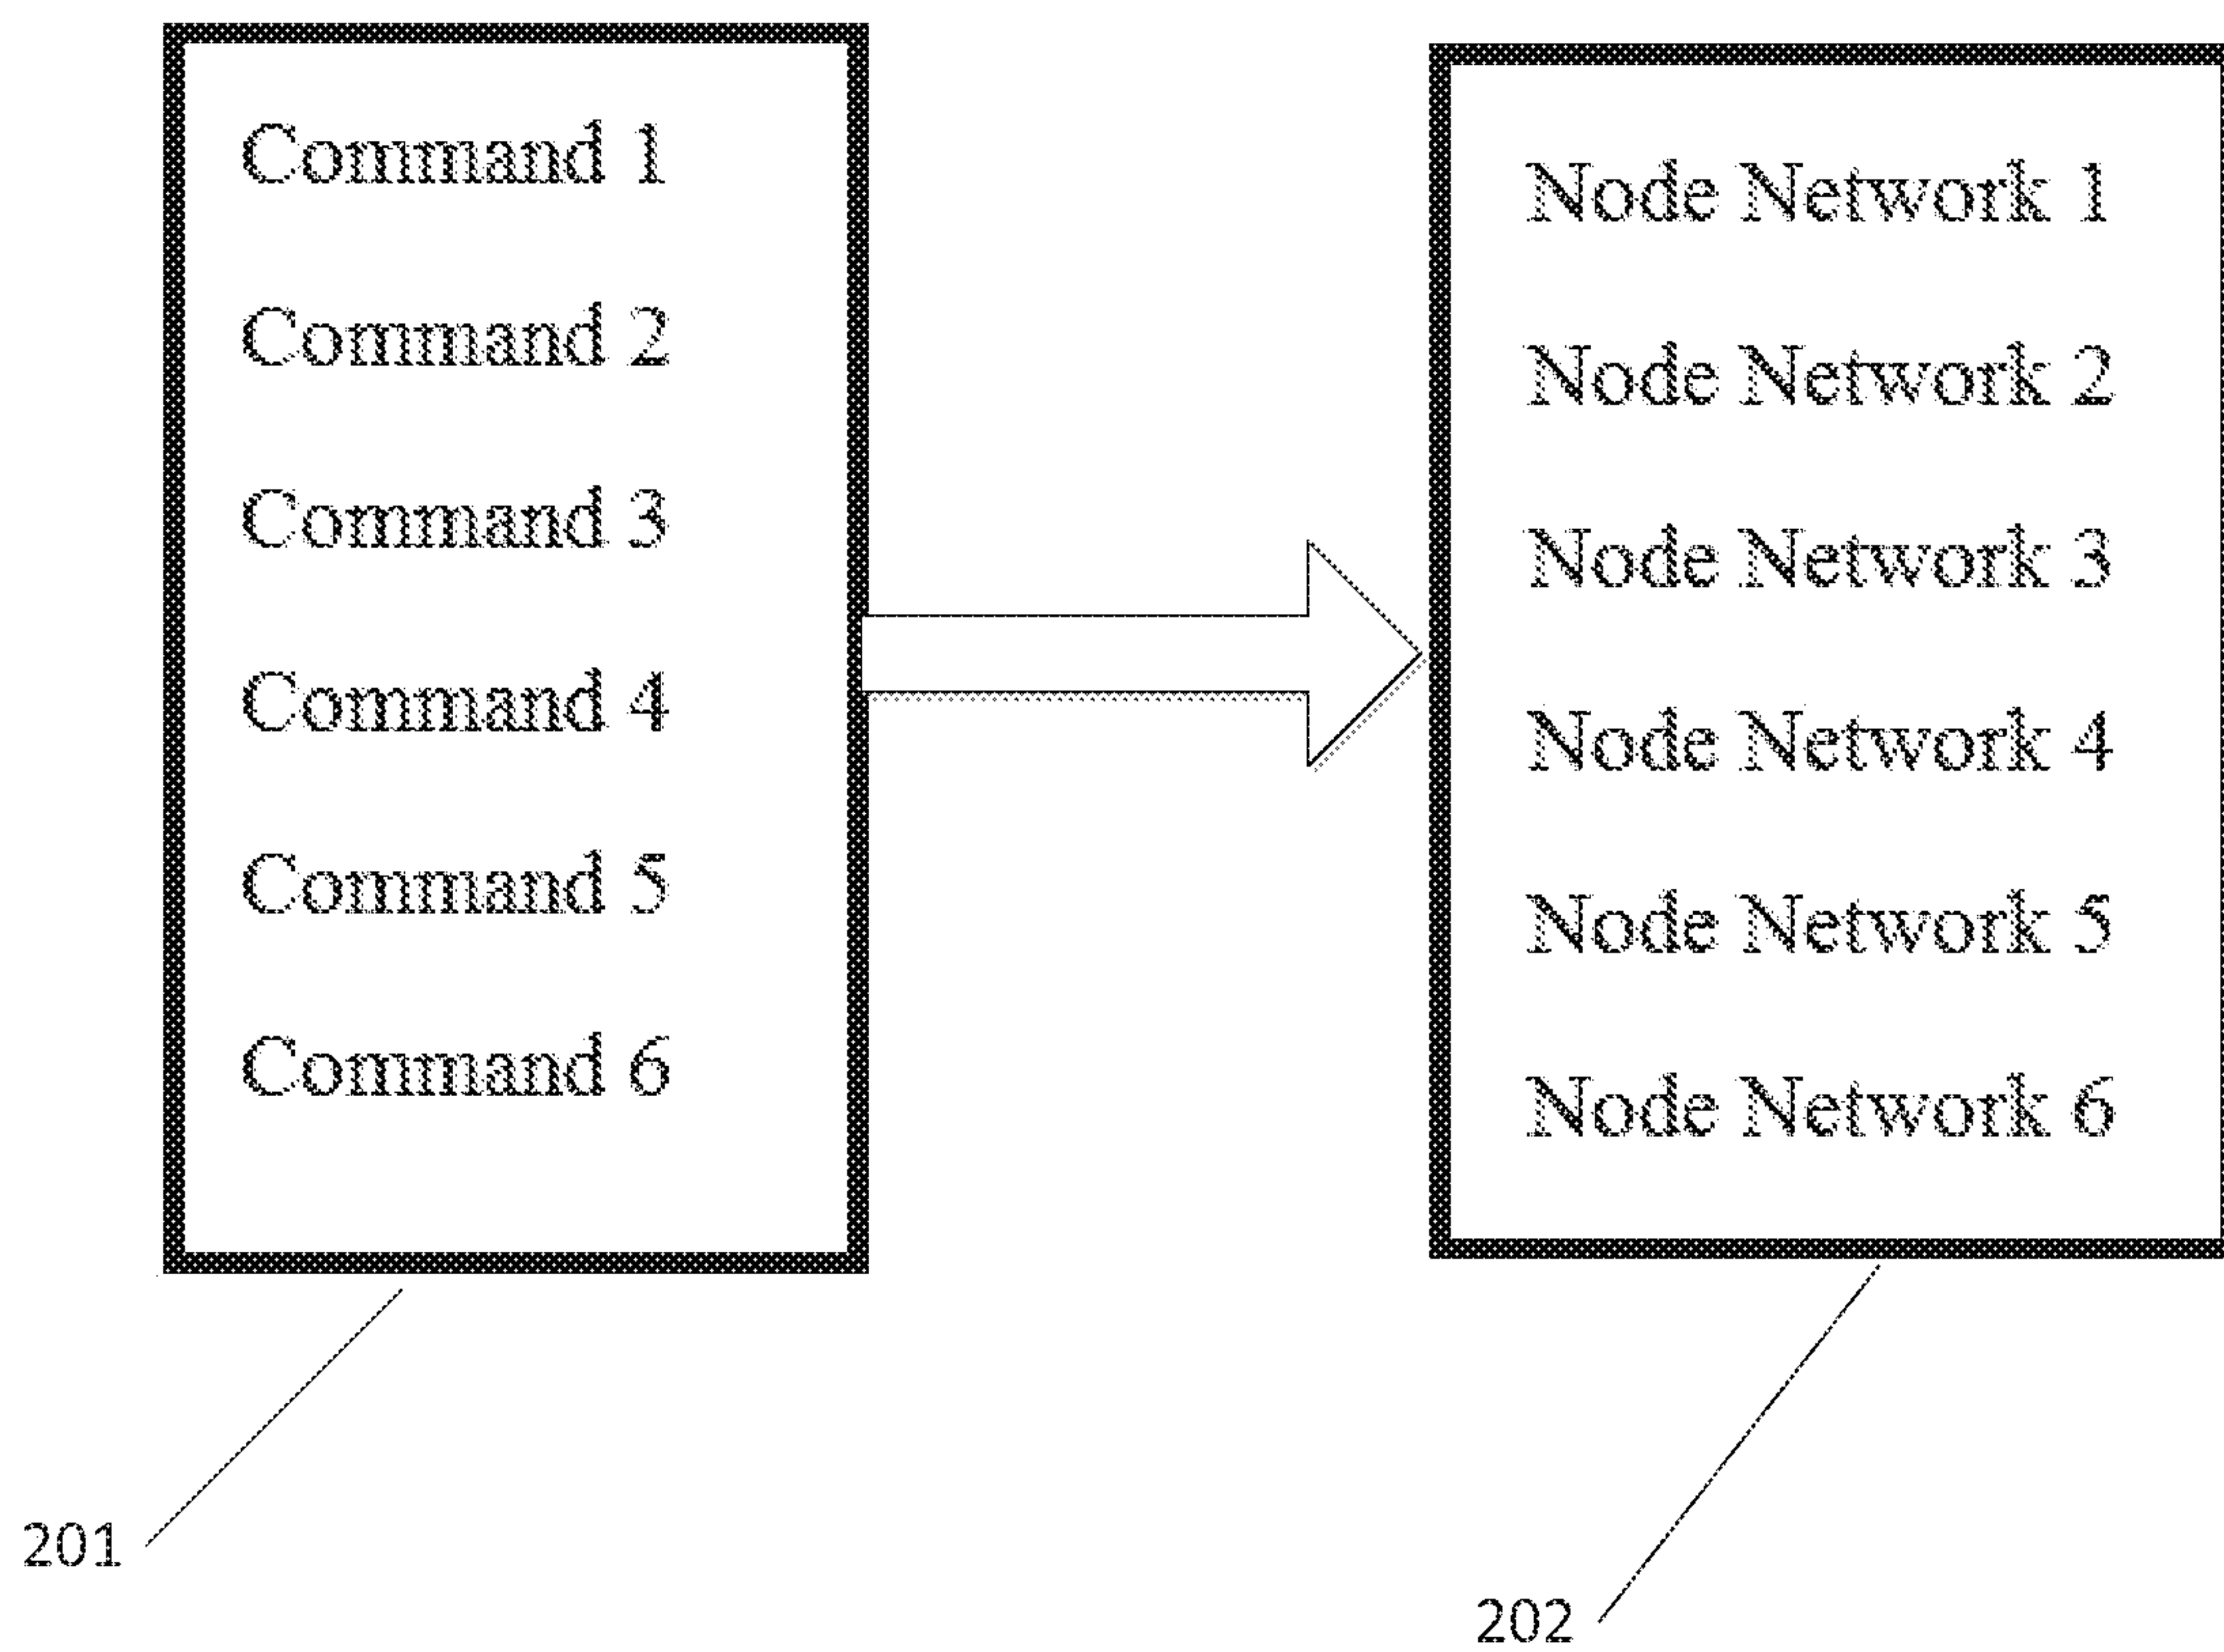 Command 1
Command 2
Command 3
Command 4
Command 5
Command 6
Node Network 1
Node Network 2
Node Network 3
Node Network 4
Node Network 5
Node Network 6
201
202